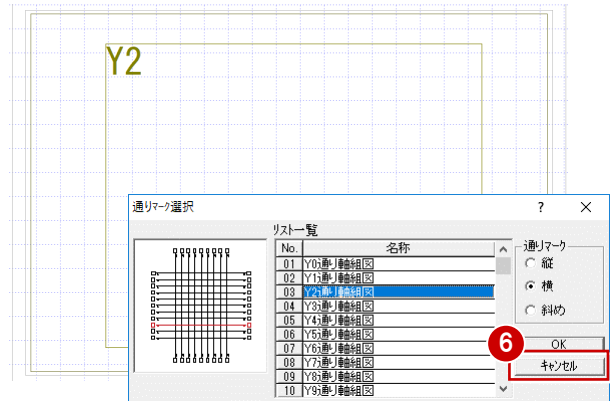 Y2
通りマーク選択 ? ×
リスト一覧
No. 名称
01 Y0通り軸組図
02 Y1通り軸組図
03 Y2通り軸組図
04 Y3通り軸組図
05 Y4通り軸組図
06 Y5通り軸組図
07 Y6通り軸組図
08 Y7通り軸組図
09 Y8通り軸組図
10 Y9通り軸組図
通りマーク
縦
横
斜め
6
OK
キャンセル